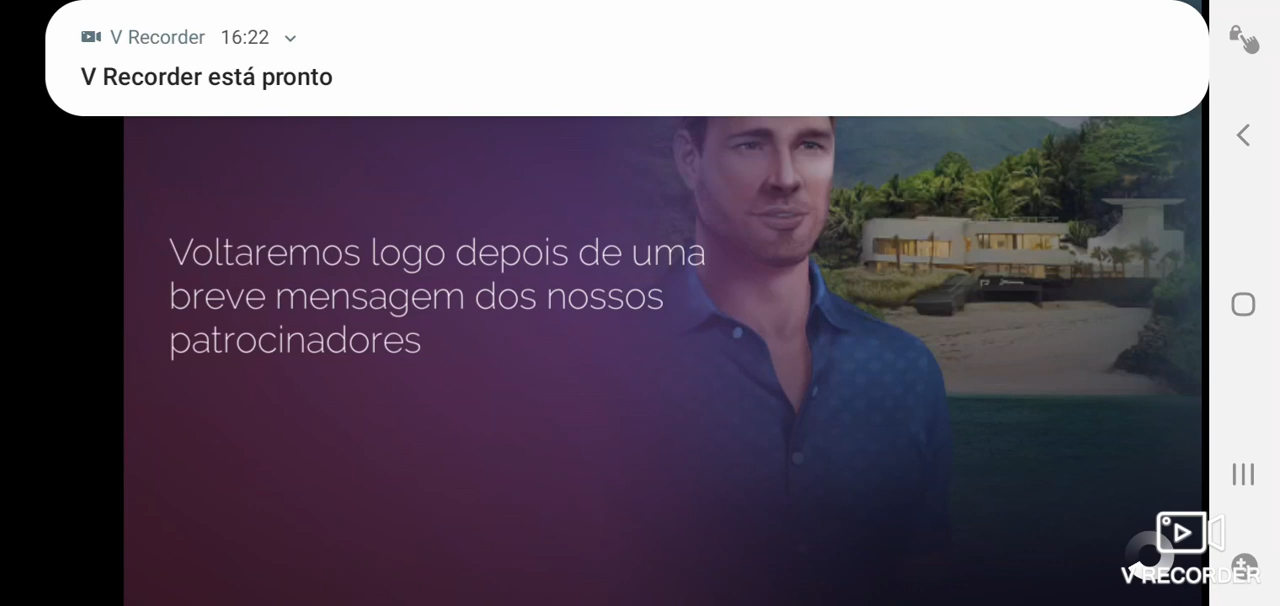 V Recorder 16:22
V Recorder está pronto
Voltaremos logo depois de uma
breve mensagem dos nossos
patrocinadores
V RECORDER